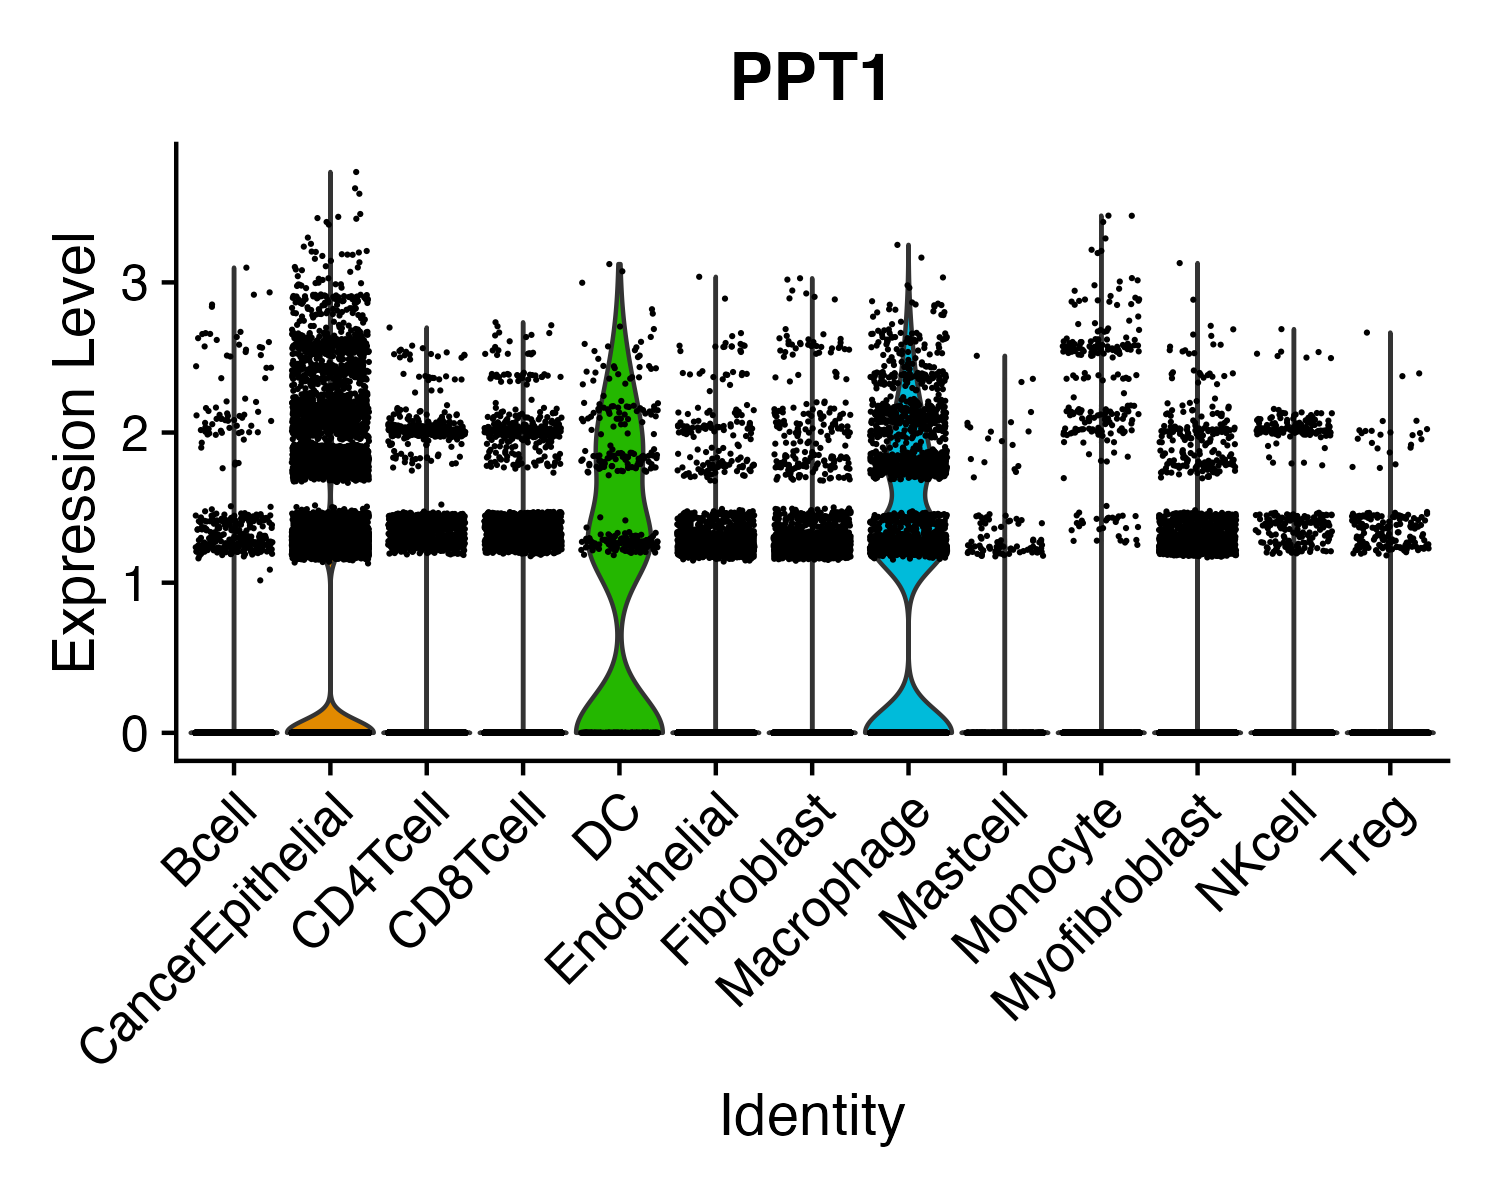 PPT1
Expression Level
3
2
1
0
Bcell
CancerEpithelial
CD4Tcell
CD8Tcell
DC
Endothelial
Fibroblast
Macrophage
Mastcell
Monocyte
Myofibroblast
NKcell
Treg
Identity